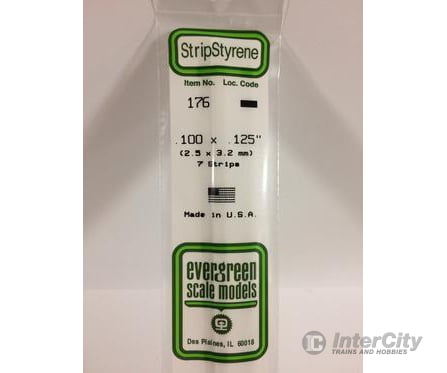 StripStyrene
Item No. Loc. Code
176
.100 x .125"
(2.5 x 3.2 mm)
7 Strips
Made in U.S.A.
evergreen
scale models
Des Plaines, IL 60018
IC InterCity
TRAINS AND HOBBIES